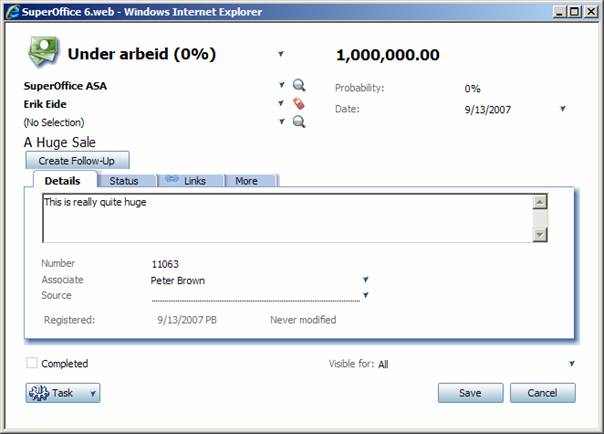 SuperOffice 6.web - Windows Internet Explorer
Under arbeid (0%) 1,000,000.00
SuperOffice ASA Probability: 0%
Erik Eide Date: 9/13/2007
(No Selection)
A Huge Sale
Create Follow-Up
Details Status Links More
This is really quite huge
Number 11063
Associate Peter Brown
Source
Registered: 9/13/2007 PB Never modified
Completed Visible for: All
Task Save Cancel